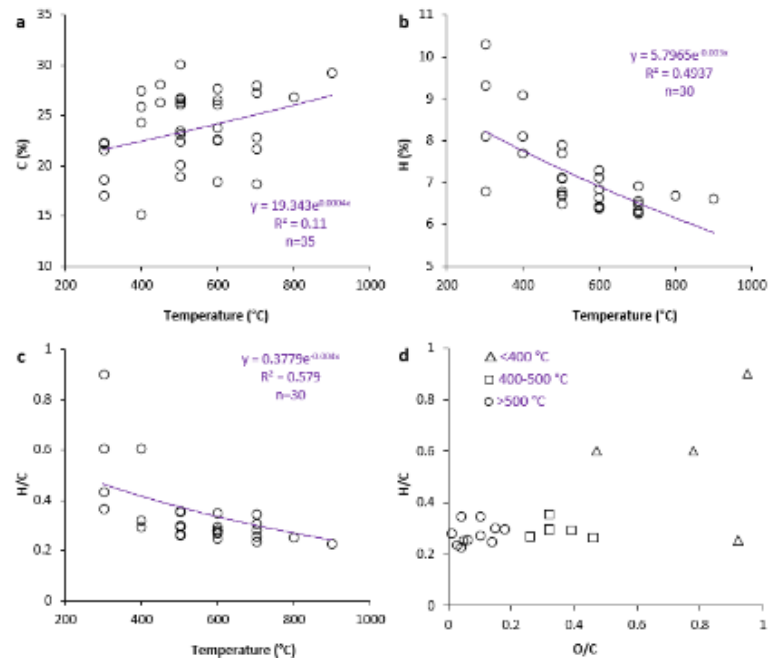 a
35
30
25
20
15
10
C (%)
y = 19.343e
R² = 0.11
n=35
200
400
600
800
1000
Temperature (°C)
b
11
10
9
8
7
6
5
H (%)
y = 5.7965e
R² = 0.4937
n=30
200
400
600
800
1000
Temperature (°C)
c
1
0.8
0.6
0.4
0.2
0
H/C
y = 0.3779e
R² = 0.579
n=30
200
400
600
800
1000
Temperature (°C)
d
1
0.8
0.6
0.4
0.2
0
H/C
<400 °C
400-500 °C
>500 °C
0
0.2
0.4
0.6
0.8
1
O/C